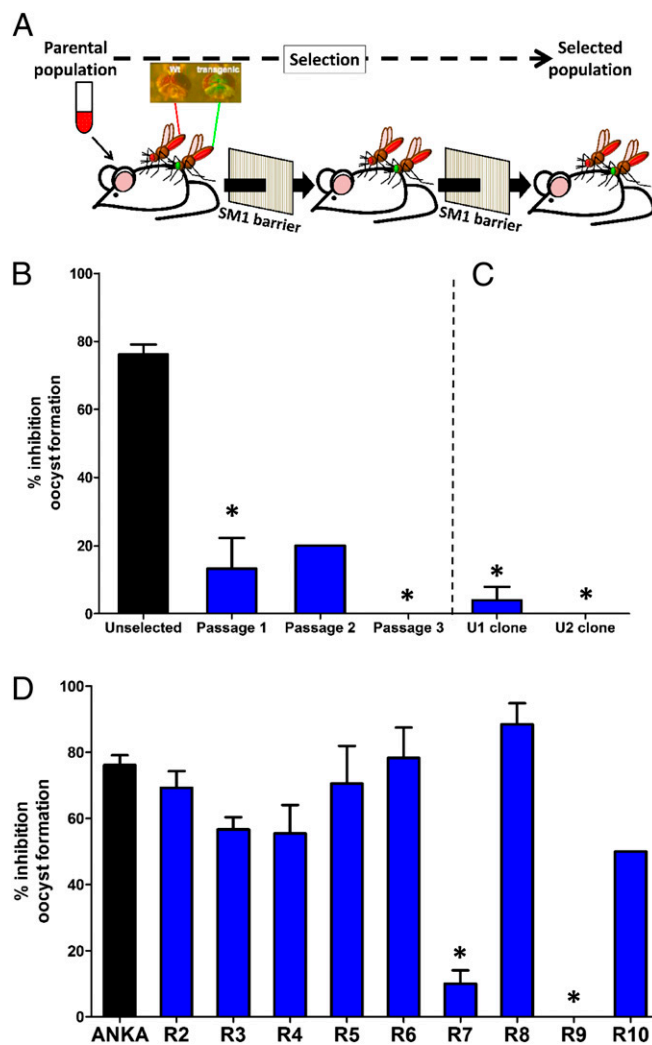 A
Parental population
Selection
Selected population
Wt transgenic
SM1 barrier
SM1 barrier
B
C
% inhibition
oocyst formation
100
80
60
40
20
0
*
*
*
*
Unselected Passage 1 Passage 2 Passage 3 U1 clone U2 clone
D
% inhibition
oocyst formation
100
80
60
40
20
0
*
*
ANKA R2 R3 R4 R5 R6 R7 R8 R9 R10